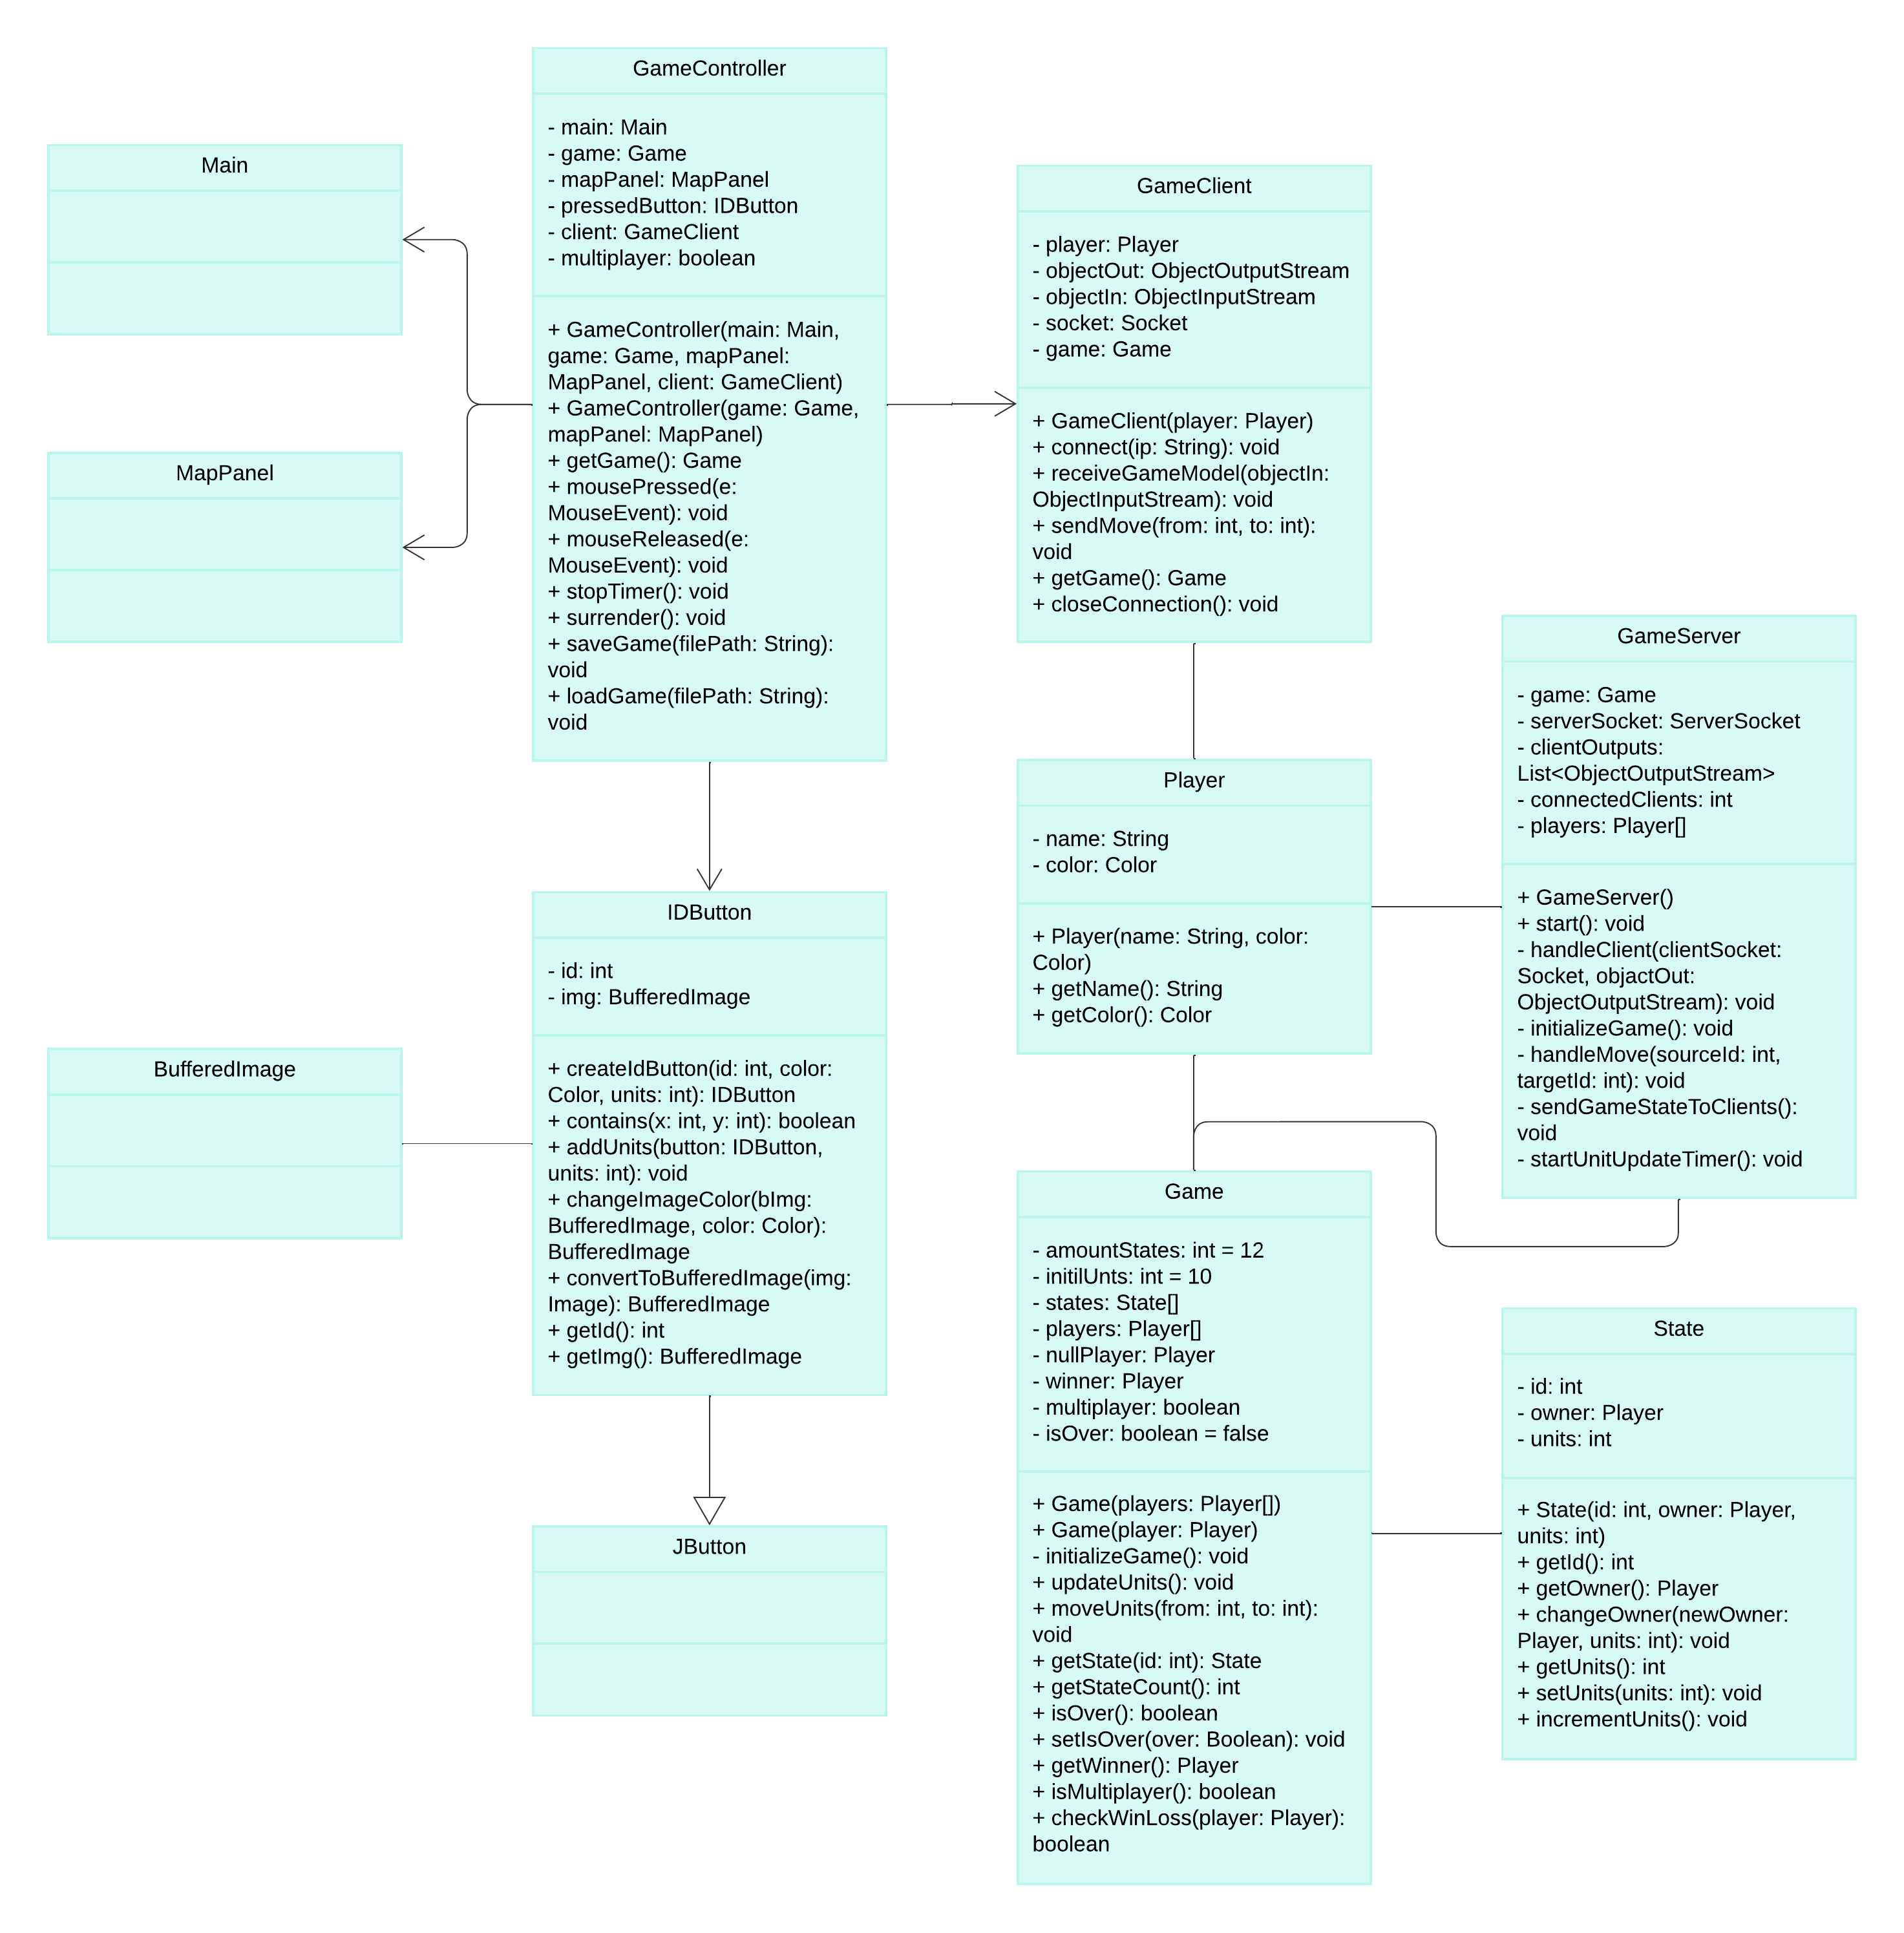 GameController
- main: Main
- game: Game
- mapPanel: MapPanel
- pressedButton: IDButton
- client: GameClient
- multiplayer: boolean
+ GameController(main: Main,
game: Game, mapPanel:
MapPanel, client: GameClient)
+ GameController(game: Game,
mapPanel: MapPanel)
+ getGame(): Game
+ mousePressed(e:
MouseEvent): void
+ mouseReleased(e:
MouseEvent): void
+ stopTimer(): void
+ surrender(): void
+ saveGame(filePath: String):
void
+ loadGame(filePath: String):
void
Main
MapPanel
GameClient
- player: Player
- objectOut: ObjectOutputStream
- objectIn: ObjectInputStream
- socket: Socket
- game: Game
+ GameClient(player: Player)
+ connect(ip: String): void
+ receiveGameModel(objectIn:
ObjectInputStream): void
+ sendMove(from: int, to: int):
void
+ getGame(): Game
+ closeConnection(): void
GameServer
- game: Game
- serverSocket: ServerSocket
- clientOutputs:
List<ObjectOutputStream>
- connectedClients: int
- players: Player[]
+ GameServer()
+ start(): void
- handleClient(clientSocket:
Socket, objactOut:
ObjectOutputStream): void
- initializeGame(): void
- handleMove(sourceId: int,
targetId: int): void
- sendGameStateToClients():
void
- startUnitUpdateTimer(): void
Player
- name: String
- color: Color
+ Player(name: String, color:
Color)
+ getName(): String
+ getColor(): Color
IDButton
- id: int
- img: BufferedImage
+ createIdButton(id: int, color:
Color, units: int): IDButton
+ contains(x: int, y: int): boolean
+ addUnits(button: IDButton,
units: int): void
+ changeImageColor(bImg:
BufferedImage, color: Color):
BufferedImage
+ convertToBufferedImage(img:
Image): BufferedImage
+ getId(): int
+ getImg(): BufferedImage
BufferedImage
Game
- amountStates: int = 12
- initilUnts: int = 10
- states: State[]
- players: Player[]
- nullPlayer: Player
- winner: Player
- multiplayer: boolean
- isOver: boolean = false
+ Game(players: Player[])
+ Game(player: Player)
- initializeGame(): void
+ updateUnits(): void
+ moveUnits(from: int, to: int):
void
+ getState(id: int): State
+ getStateCount(): int
+ isOver(): boolean
+ setIsOver(over: Boolean): void
+ getWinner(): Player
+ isMultiplayer(): boolean
+ checkWinLoss(player: Player):
boolean
State
- id: int
- owner: Player
- units: int
+ State(id: int, owner: Player,
units: int)
+ getId(): int
+ getOwner(): Player
+ changeOwner(newOwner:
Player, units: int): void
+ getUnits(): int
+ setUnits(units: int): void
+ incrementUnits(): void
JButton